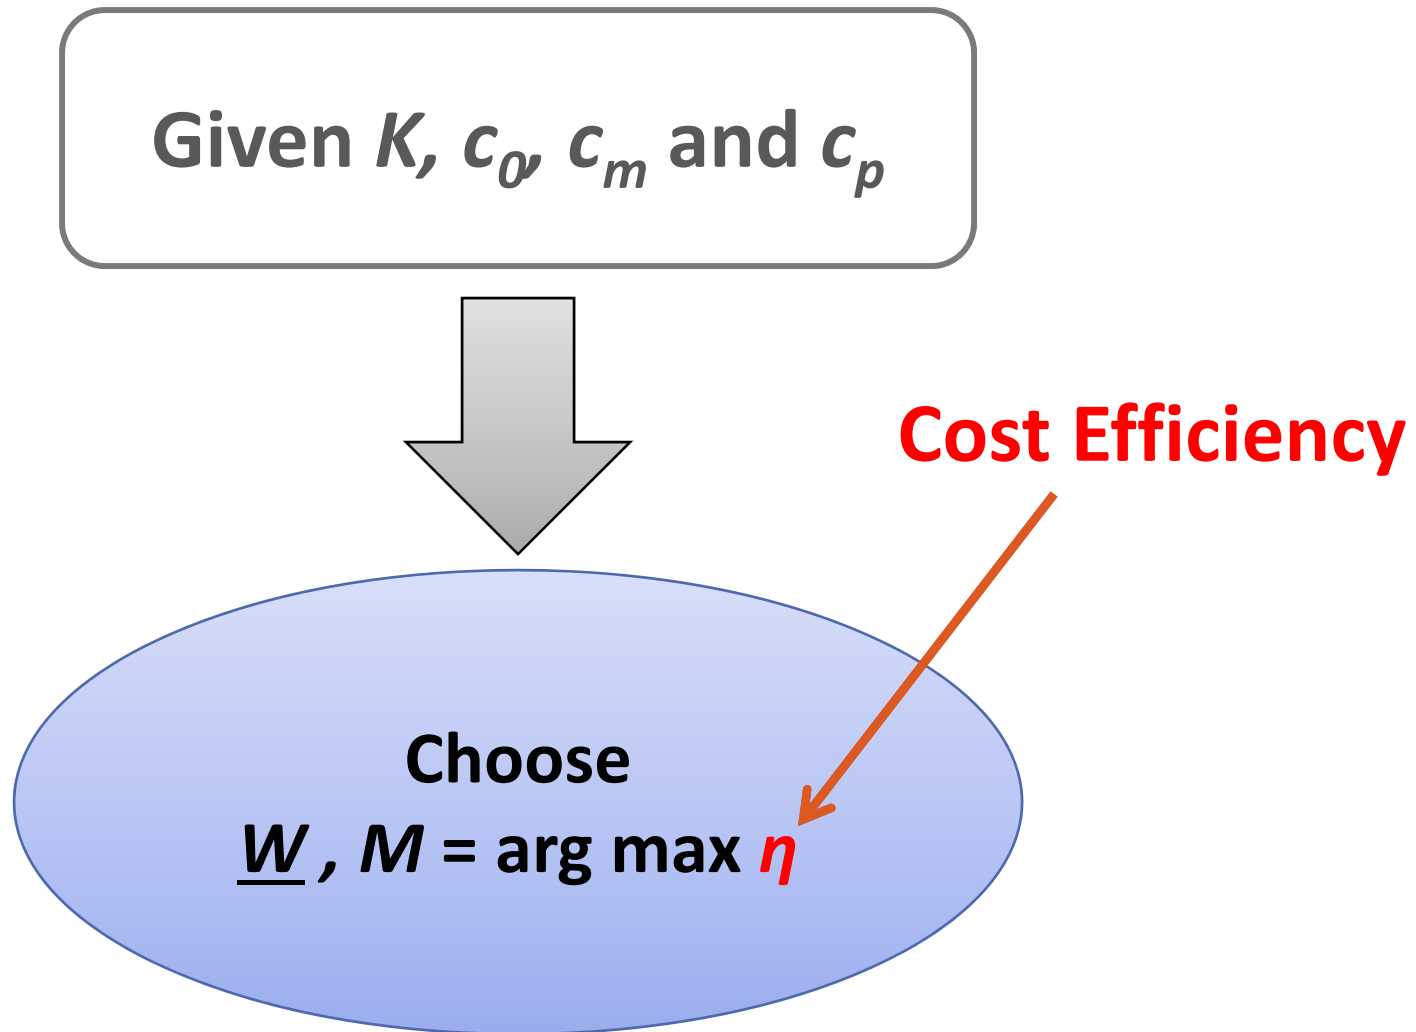 Given K, c₀, cₘ and cₚ
Cost Efficiency
Choose
W , M = arg max η